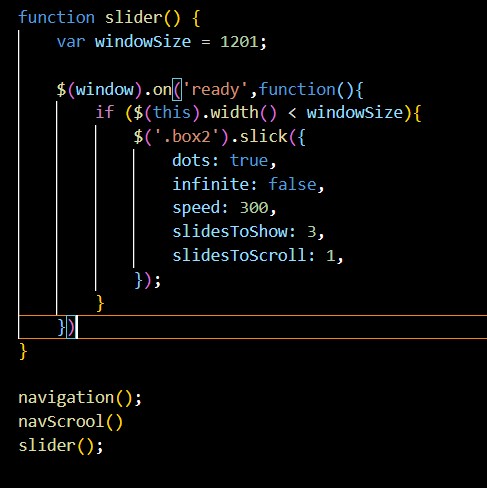 function slider() {
var windowSize = 1201;
$(window).on('ready',function(){
if ($(this).width() < windowSize){
$('.box2').slick({
dots: true,
infinite: false,
speed: 300,
slidesToShow: 3,
slidesToScroll: 1,
});
}
})
}
navigation();
navScrool()
slider();